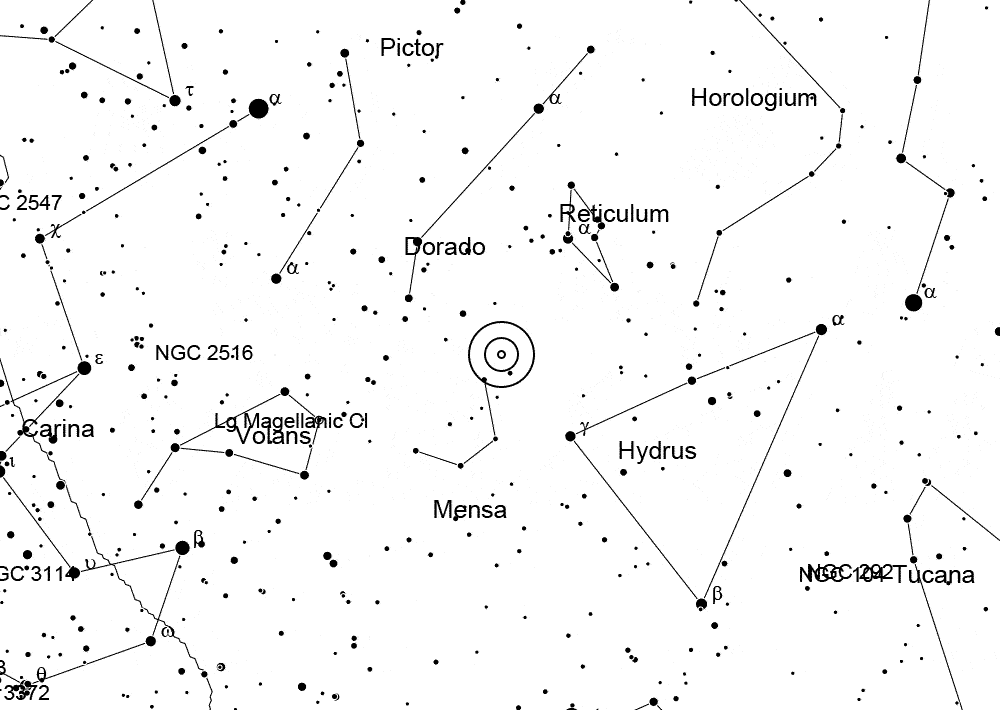 Pictor
τ
α
α
Horologium
C 2547
Reticulum
χ
α
Dorado
α
α
α
NGC 2516
ε
Lg Magellanic Cl
Carina
Volans
γ
Hydrus
ι
Mensa
β
υ
GC 3114
NGC 104
NGC 292
Tucana
β
ω
θ
3372